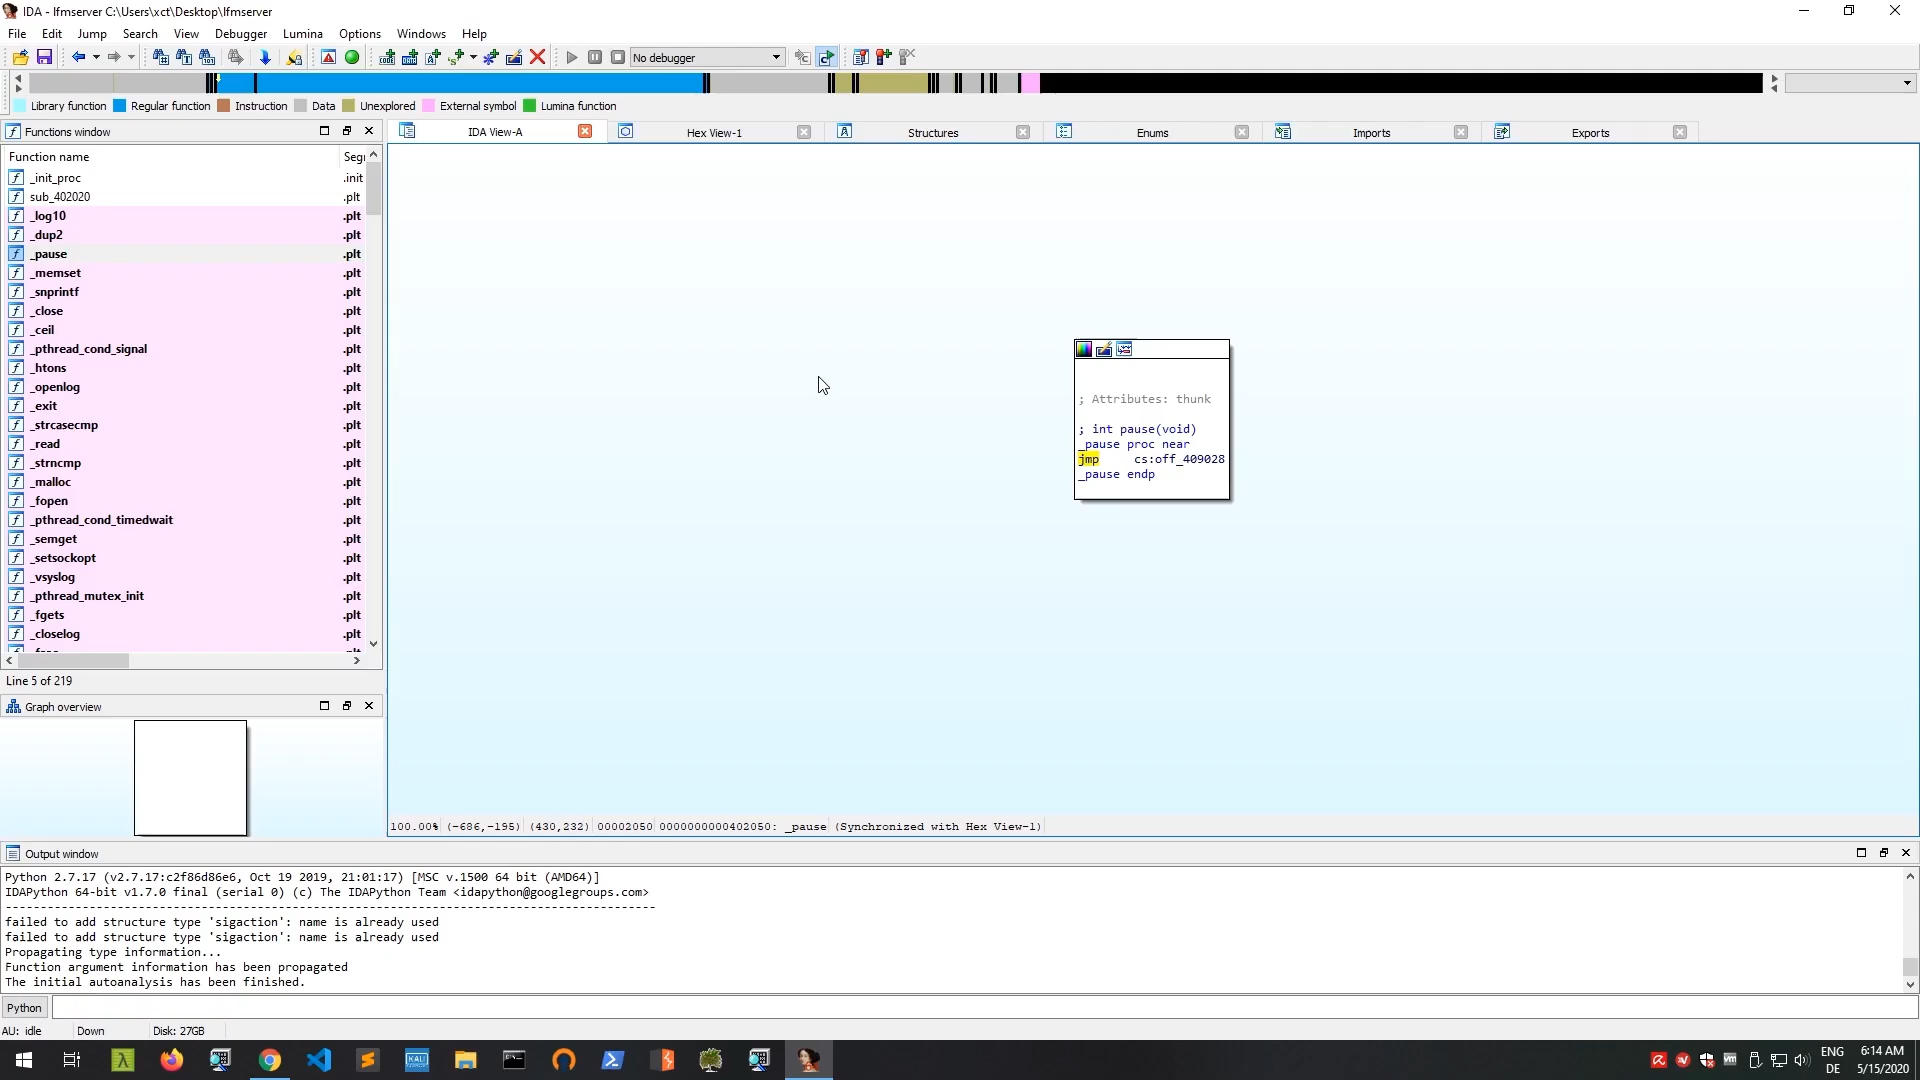 IDA - lfmserver C:\Users\xct\Desktop\lfmserver
File Edit Jump Search View Debugger Lumina Options Windows Help
No debugger
Library function Regular function Instruction Data Unexplored External symbol Lumina function
Functions window
IDA View-A Hex View-1 Structures Enums Imports Exports
Function name Seg
_init_proc .init
sub_402020 .plt
_log10 .plt
_dup2 .plt
_pause .plt
_memset .plt
_snprintf .plt
_close .plt
_ceil .plt
_pthread_cond_signal .plt
_htons .plt
_openlog .plt
_exit .plt
_strcasecmp .plt
_read .plt
_strncmp .plt
_malloc .plt
_fopen .plt
_pthread_cond_timedwait .plt
_semget .plt
_setsockopt .plt
_vsyslog .plt
_pthread_mutex_init .plt
_fgets .plt
_closelog .plt
Line 5 of 219
Graph overview
; Attributes: thunk
; int pause(void)
_pause proc near
jmp cs:off_409028
_pause endp
100.00% (-686,-195) (430,232) 00002050 0000000000402050: _pause (Synchronized with Hex View-1)
Output window
Python 2.7.17 (v2.7.17:c2f86d86e6, Oct 19 2019, 21:01:17) [MSC v.1500 64 bit (AMD64)]
IDAPython 64-bit v1.7.0 final (serial 0) (c) The IDAPython Team <idapython@googlegroups.com>
---------------------------------------------------------------------------------------------
failed to add structure type 'sigaction': name is already used
failed to add structure type 'sigaction': name is already used
Propagating type information...
Function argument information has been propagated
The initial autoanalysis has been finished.
Python
AU: idle Down Disk: 27GB
KALI
ENG 6:14 AM
DE 5/15/2020